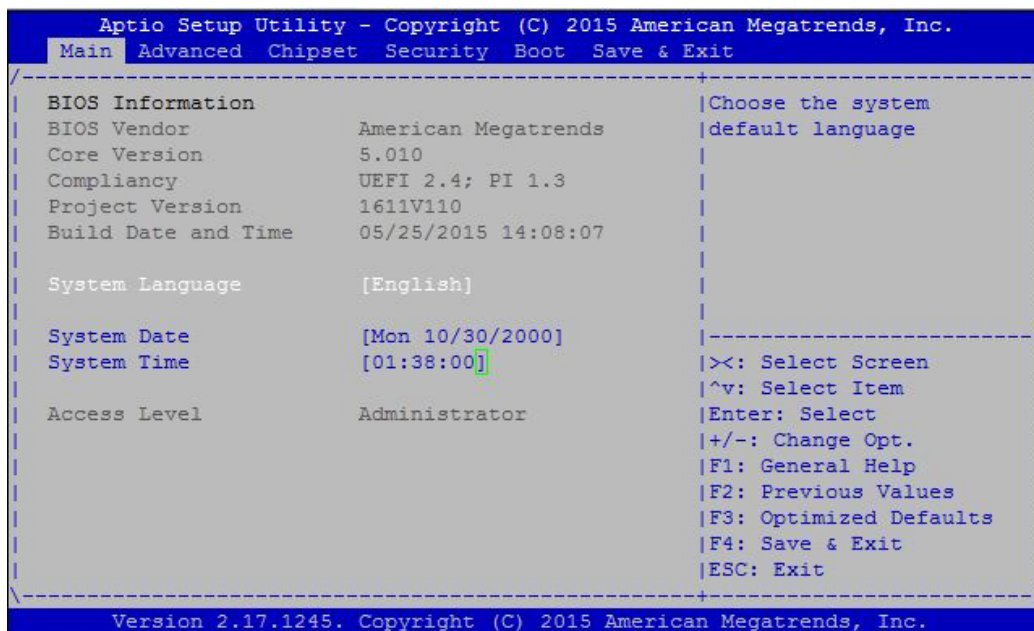 Aptio Setup Utility - Copyright (C) 2015 American Megatrends, Inc.
Main Advanced Chipset Security Boot Save & Exit
/----------------------------------------------------+-------------------------
| BIOS Information |Choose the system
| BIOS Vendor American Megatrends |default language
| Core Version 5.010 |
| Compliancy UEFI 2.4; PI 1.3 |
| Project Version 1611V110 |
| Build Date and Time 05/25/2015 14:08:07 |
| |
| System Language [English] |
| |
| System Date [Mon 10/30/2000] |-------------------------
| System Time [01:38:00] |><: Select Screen
| |^v: Select Item
| Access Level Administrator |Enter: Select
| |+/-: Change Opt.
| |F1: General Help
| |F2: Previous Values
| |F3: Optimized Defaults
| |F4: Save & Exit
| |ESC: Exit
\----------------------------------------------------+-------------------------
Version 2.17.1245. Copyright (C) 2015 American Megatrends, Inc.